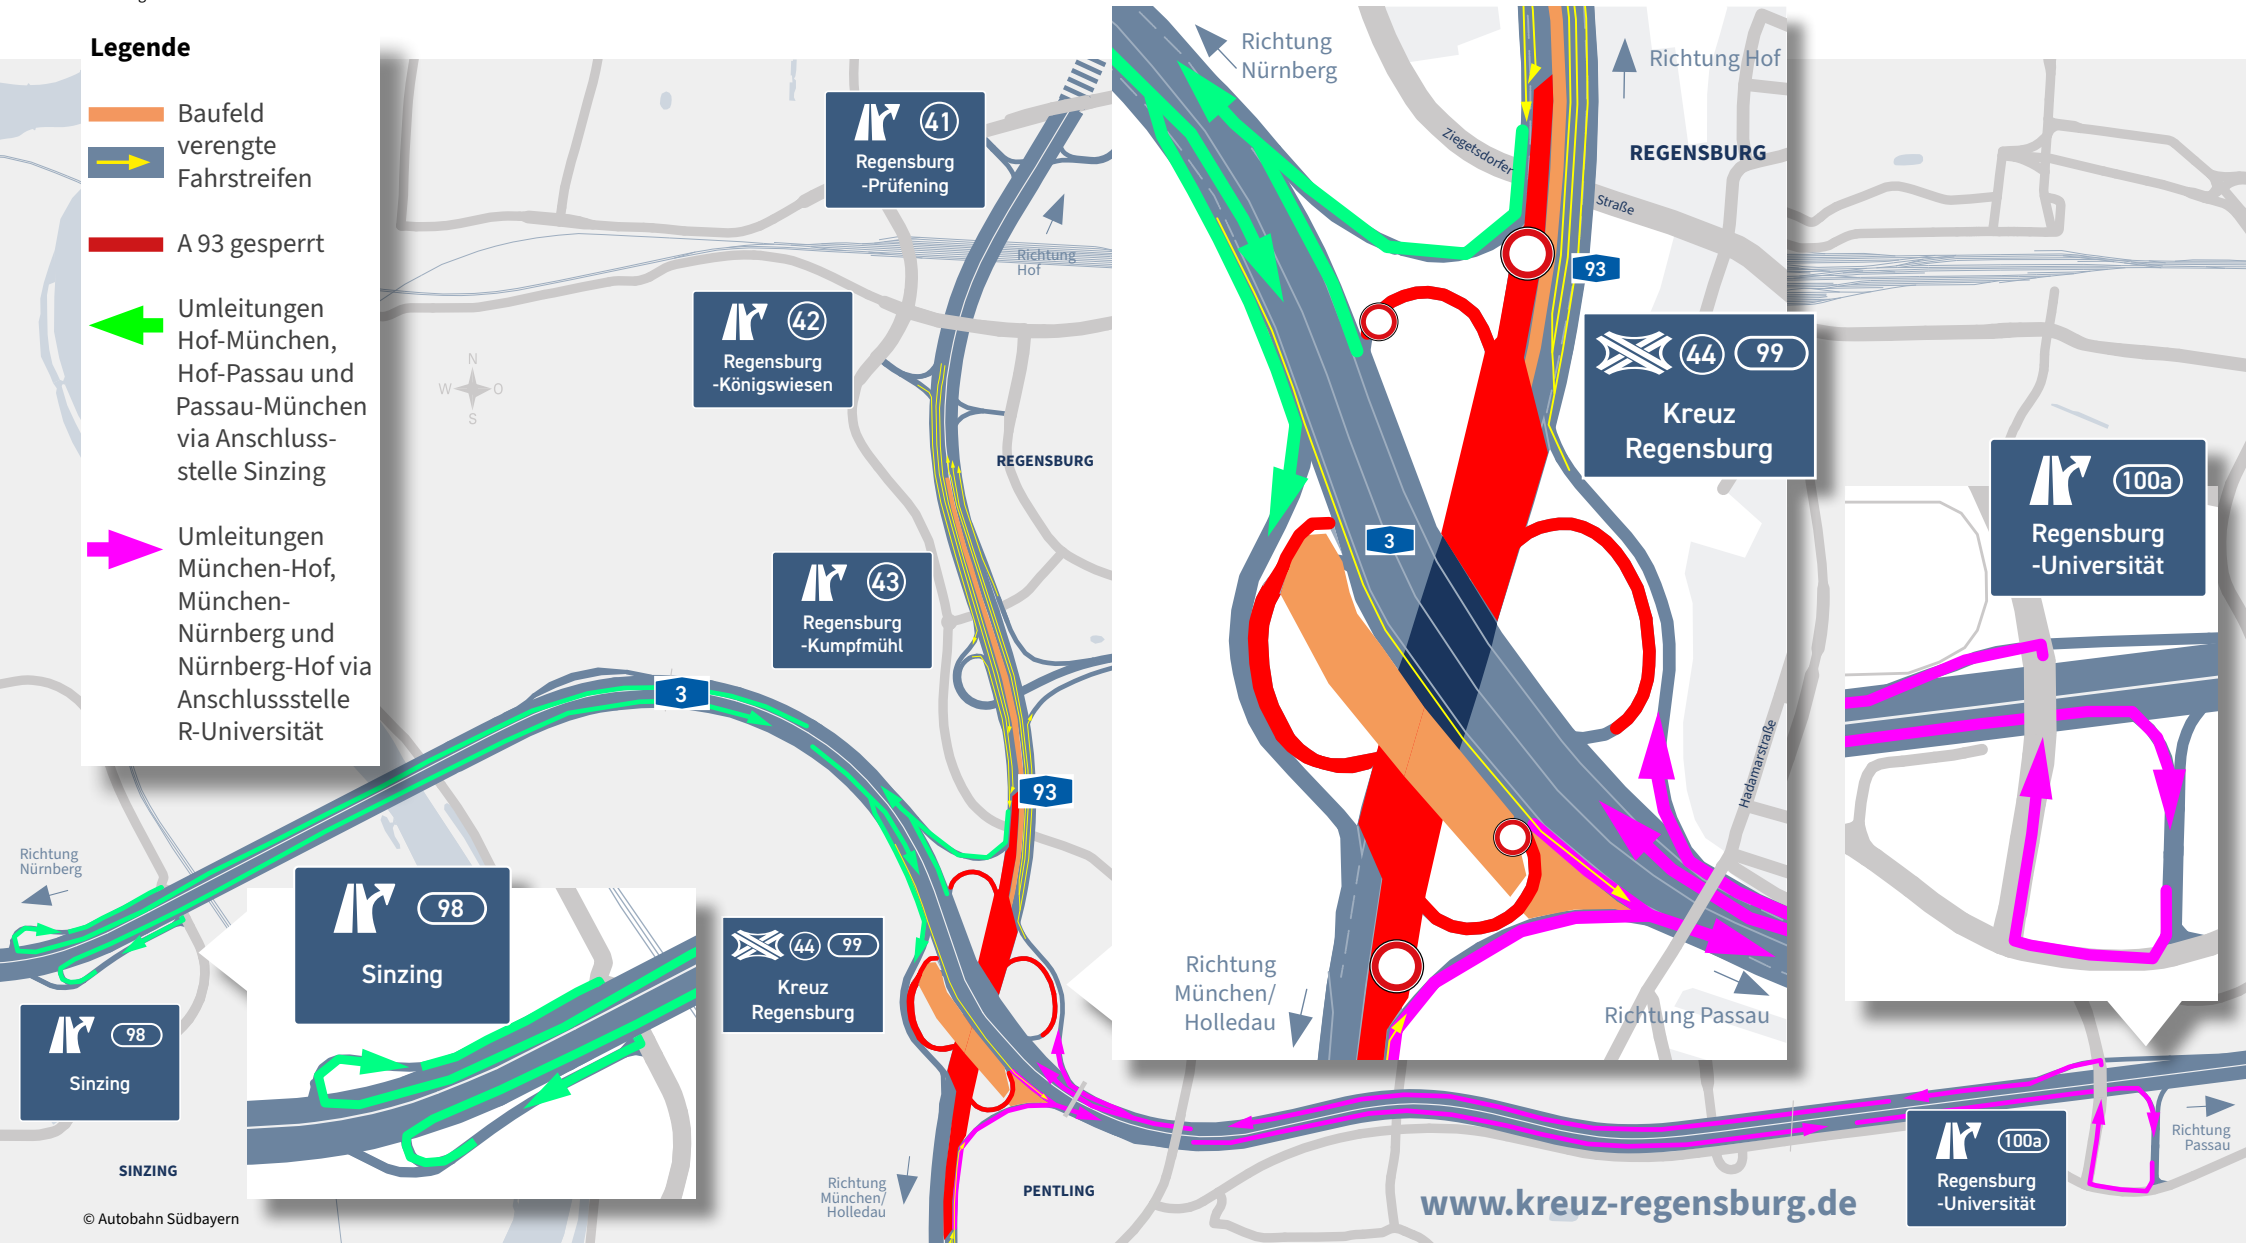 Legende
Baufeld
verengte
Fahrstreifen
A 93 gesperrt
Umleitungen
Hof-München,
Hof-Passau und
Passau-München
via Anschluss-
stelle Sinzing
Umleitungen
München-Hof,
München-
Nürnberg und
Nürnberg-Hof via
Anschlussstelle
R-Universität
41
Regensburg
-Prüfening
Richtung
Hof
42
Regensburg
-Königswiesen
N
W O
S
REGENSBURG
43
Regensburg
-Kumpfmühl
3
93
Richtung
Nürnberg
98
Sinzing
98
Sinzing
SINZING
© Autobahn Südbayern
44 99
Kreuz
Regensburg
Richtung
München/
Holledau
PENTLING
Richtung
Nürnberg
Richtung Hof
Ziegetsdorfer
Straße
REGENSBURG
93
44 99
Kreuz
Regensburg
3
Hadamarstraße
Richtung
München/
Holledau
Richtung Passau
100a
Regensburg
-Universität
100a
Regensburg
-Universität
Richtung
Passau
www.kreuz-regensburg.de